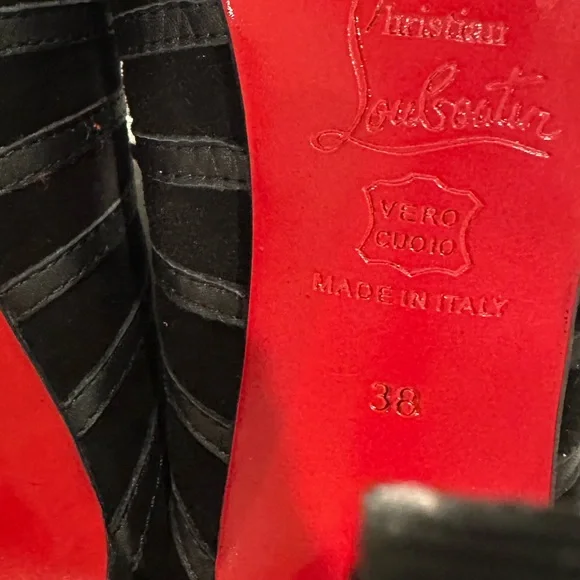 Christian
Louboutin
VERO
CUOIO
MADE IN ITALY
38